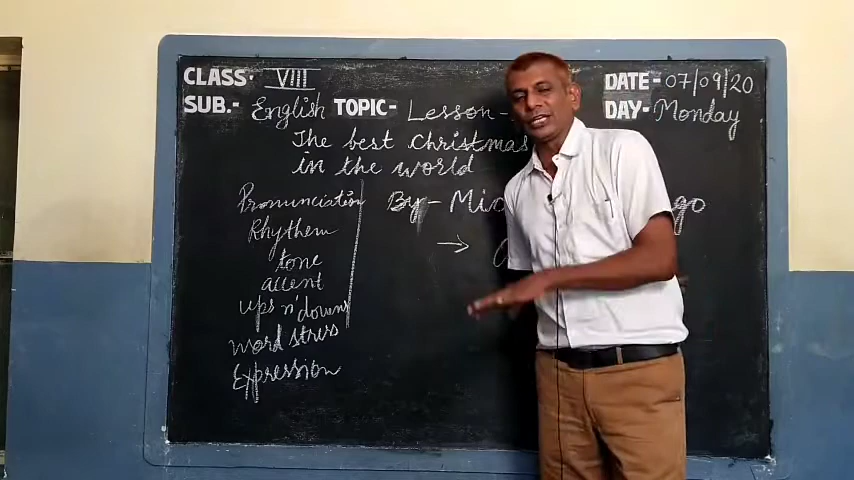 CLASS- VIII
DATE- 07/09/20
SUB.- English TOPIC- Lesson-
DAY- Monday
The best christmas
in the world
Pronunciation
By-
Rhythem
tone
→
accent
ups n' downs
word stress
Expression